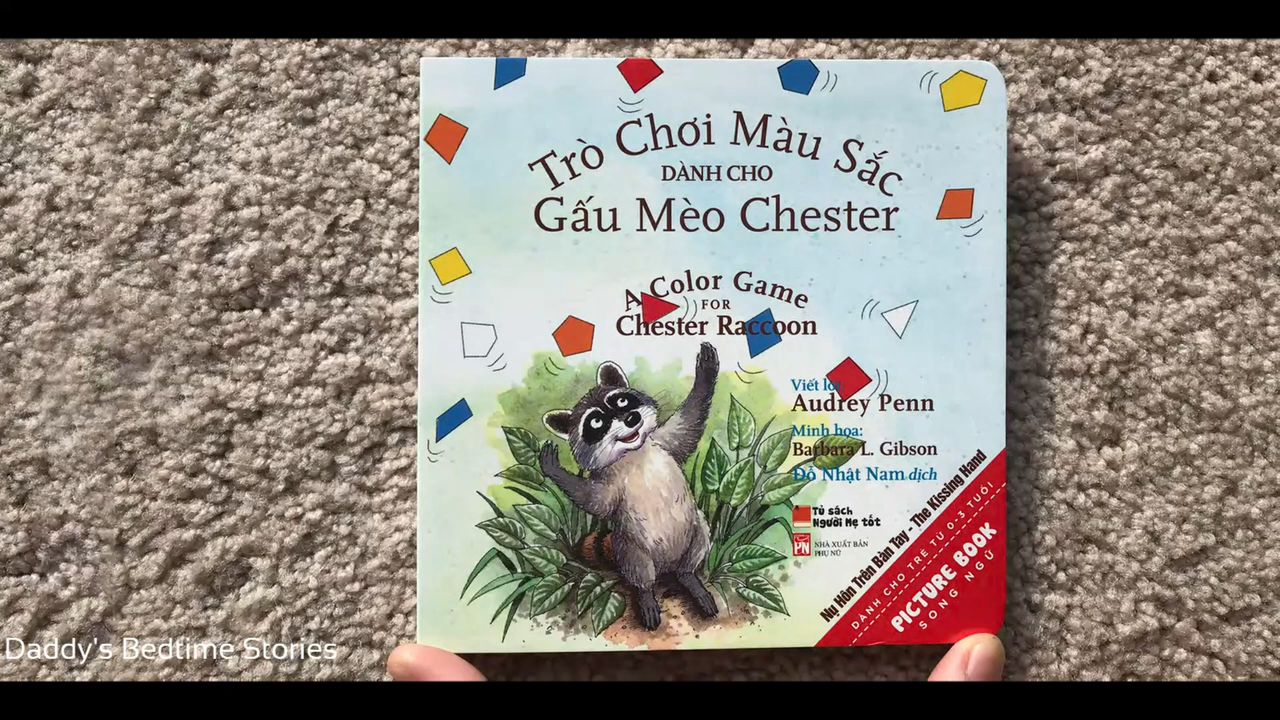 Trò Chơi Màu Sắc
DÀNH CHO
Gấu Mèo Chester
A Color Game
FOR
Chester Raccoon
Viết lời
Audrey Penn
Minh họa:
Barbara L. Gibson
Đỗ Nhật Nam dịch
Tủ sách
Người Mẹ tốt
PN
NHÀ XUẤT BẢN
PHỤ NỮ
Nụ Hôn Trên Bàn Tay - The Kissing Hand
DÀNH CHO TRẺ TỪ 0-3 TUỔI
PICTURE BOOK
SONG NGỮ
Daddy's Bedtime Stories